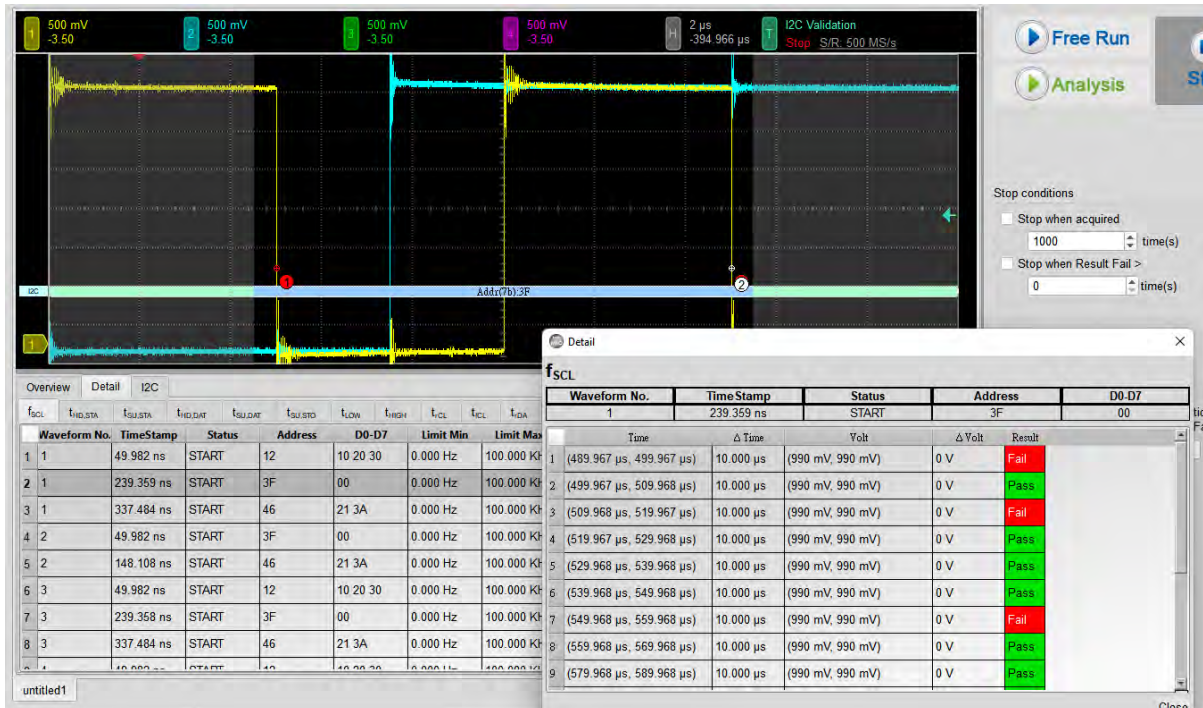 1 500 mV -3.50 2 500 mV -3.50 3 500 mV -3.50 500 mV -3.50 H 2 µs -394.966 µs T I2C Validation Stop S/R: 500 MS/s
Free Run
Analysis
Stop conditions
Stop when acquired
1000 time(s)
Stop when Result Fail >
0 time(s)
1
I2C Addr(7b):3F 2
1
Overview Detail I2C
fSCL tHD,STA tSU,STA tHD,DAT tSU,DAT tSU,STO tLOW tHIGH trCL tfCL trDA
Waveform No. TimeStamp Status Address D0-D7 Limit Min Limit Max
1 1 49.982 ns START 12 10 20 30 0.000 Hz 100.000 KH
2 1 239.359 ns START 3F 00 0.000 Hz 100.000 KH
3 1 337.484 ns START 46 21 3A 0.000 Hz 100.000 KH
4 2 49.982 ns START 3F 00 0.000 Hz 100.000 KH
5 2 148.108 ns START 46 21 3A 0.000 Hz 100.000 KH
6 3 49.982 ns START 12 10 20 30 0.000 Hz 100.000 KH
7 3 239.358 ns START 3F 00 0.000 Hz 100.000 KH
8 3 337.484 ns START 46 21 3A 0.000 Hz 100.000 KH
untitled1
Detail
fSCL
Waveform No. TimeStamp Status Address D0-D7
1 239.359 ns START 3F 00
Time Δ Time Volt Δ Volt Result
1 (489.967 µs, 499.967 µs) 10.000 µs (990 mV, 990 mV) 0 V Fail
2 (499.967 µs, 509.968 µs) 10.000 µs (990 mV, 990 mV) 0 V Pass
3 (509.968 µs, 519.967 µs) 10.000 µs (990 mV, 990 mV) 0 V Fail
4 (519.967 µs, 529.968 µs) 10.000 µs (990 mV, 990 mV) 0 V Pass
5 (529.968 µs, 539.968 µs) 10.000 µs (990 mV, 990 mV) 0 V Pass
6 (539.968 µs, 549.968 µs) 10.000 µs (990 mV, 990 mV) 0 V Pass
7 (549.968 µs, 559.968 µs) 10.000 µs (990 mV, 990 mV) 0 V Fail
8 (559.968 µs, 569.968 µs) 10.000 µs (990 mV, 990 mV) 0 V Pass
9 (579.968 µs, 589.968 µs) 10.000 µs (990 mV, 990 mV) 0 V Pass
Close